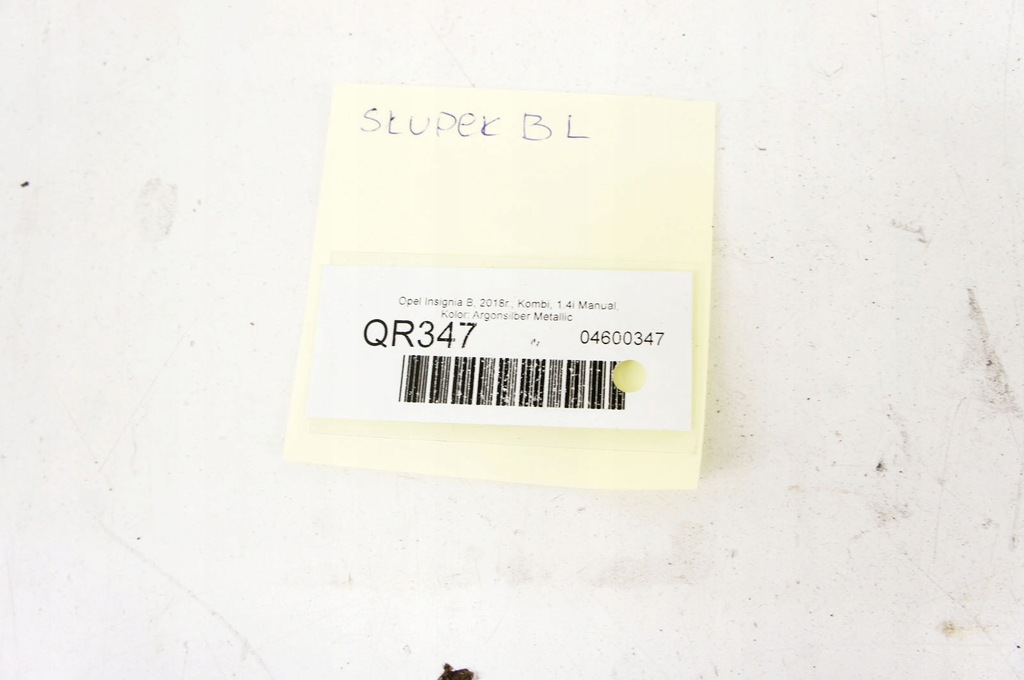 SŁUPEK B L
Opel Insignia B, 2018r., Kombi, 1.4i Manual,
Kolor: Argonsilber Metallic
QR347 04600347